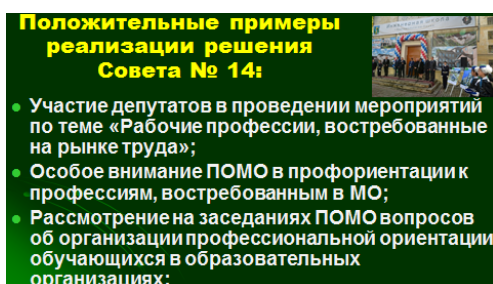 Положительные примеры
реализации решения
Совета № 14:
Участие депутатов в проведении мероприятий
по теме «Рабочие профессии, востребованные
на рынке труда»;
Особое внимание ПОМО в профориентации к
профессиям, востребованным в МО;
Рассмотрение на заседаниях ПОМО вопросов
об организации профессиональной ориентации
обучающихся в образовательных
организациях;